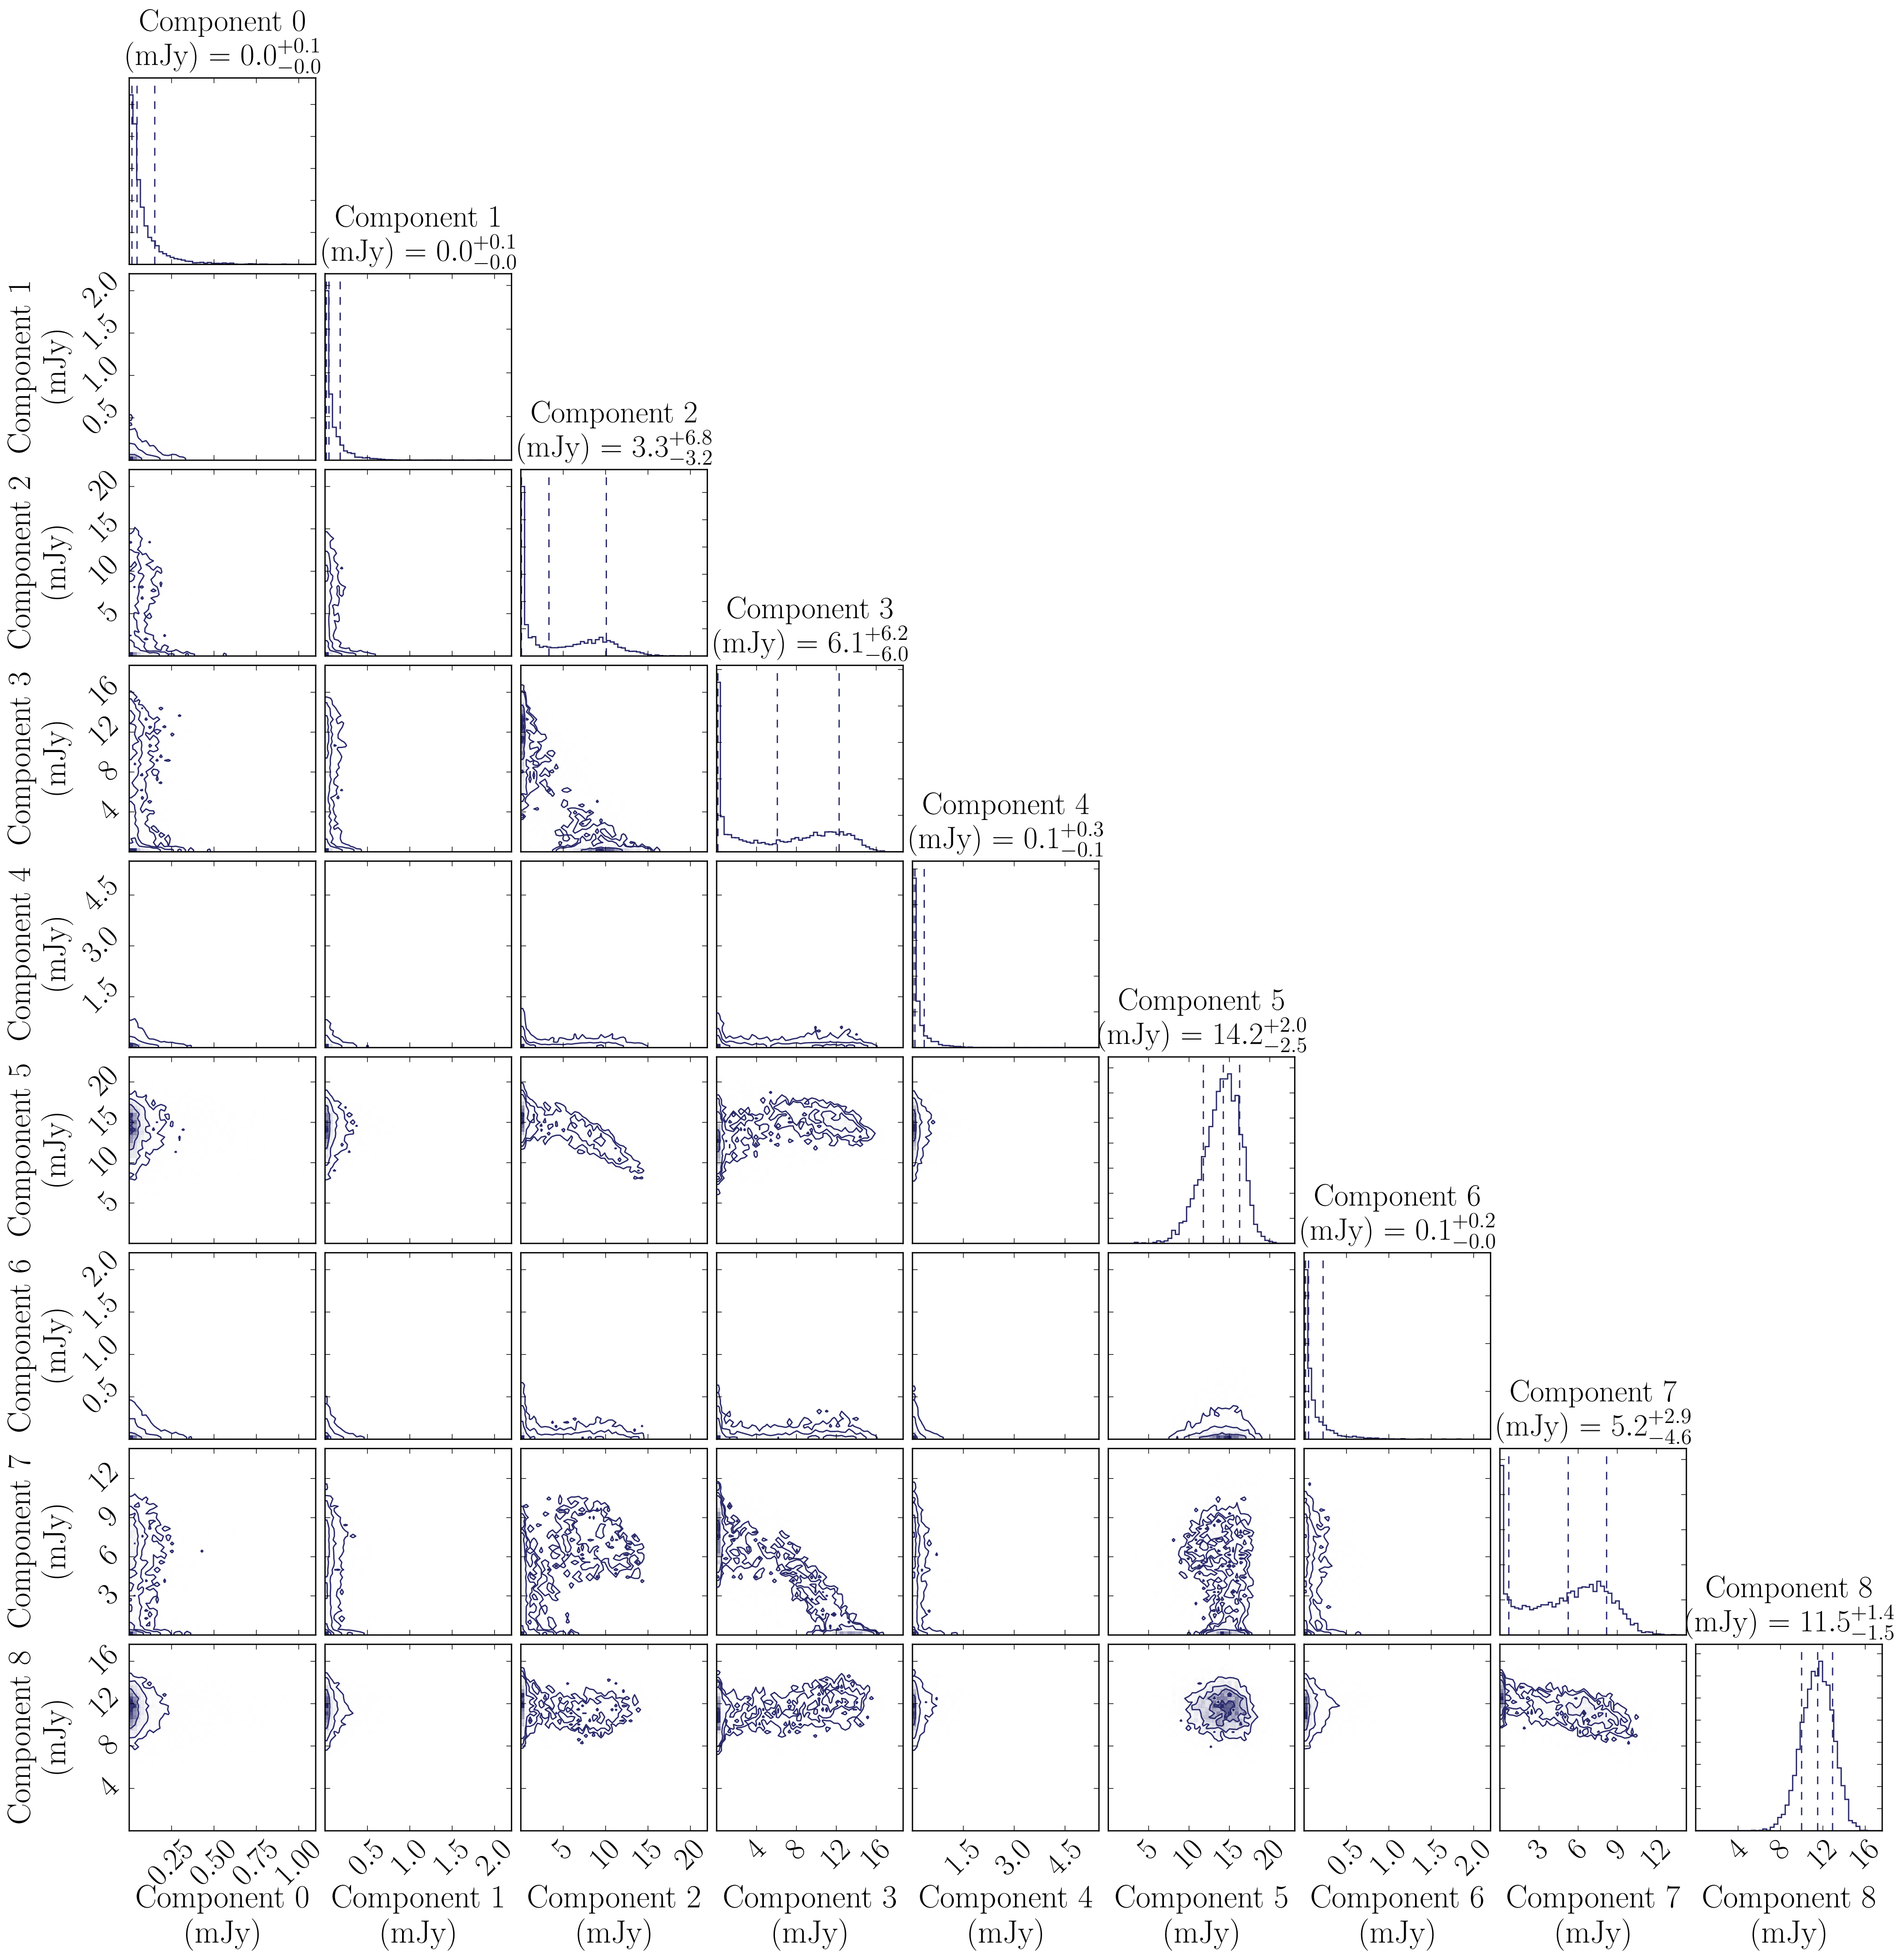 Component 0
(mJy) = 0.0^{+0.1}_{-0.0}
Component 1
(mJy) = 0.0^{+0.1}_{-0.0}
Component 1
(mJy)
2.0
1.5
1.0
0.5
Component 2
(mJy) = 3.3^{+6.8}_{-3.2}
Component 2
(mJy)
20
15
10
5
Component 3
(mJy) = 6.1^{+6.2}_{-6.0}
Component 3
(mJy)
16
12
8
4
Component 4
(mJy) = 0.1^{+0.3}_{-0.1}
Component 4
(mJy)
4.5
3.0
1.5
Component 5
(mJy) = 14.2^{+2.0}_{-2.5}
Component 5
(mJy)
20
15
10
5
Component 6
(mJy) = 0.1^{+0.2}_{-0.0}
Component 6
(mJy)
2.0
1.5
1.0
0.5
Component 7
(mJy) = 5.2^{+2.9}_{-4.6}
Component 7
(mJy)
12
9
6
3
Component 8
(mJy) = 11.5^{+1.4}_{-1.5}
Component 8
(mJy)
16
12
8
4
0.25 0.50 0.75 1.00 0.5 1.0 1.5 2.0 5 10 15 20 4 8 12 16 1.5 3.0 4.5 5 10 15 20 0.5 1.0 1.5 2.0 3 6 9 12 4 8 12 16
Component 0 Component 1 Component 2 Component 3 Component 4 Component 5 Component 6 Component 7 Component 8
(mJy) (mJy) (mJy) (mJy) (mJy) (mJy) (mJy) (mJy) (mJy)